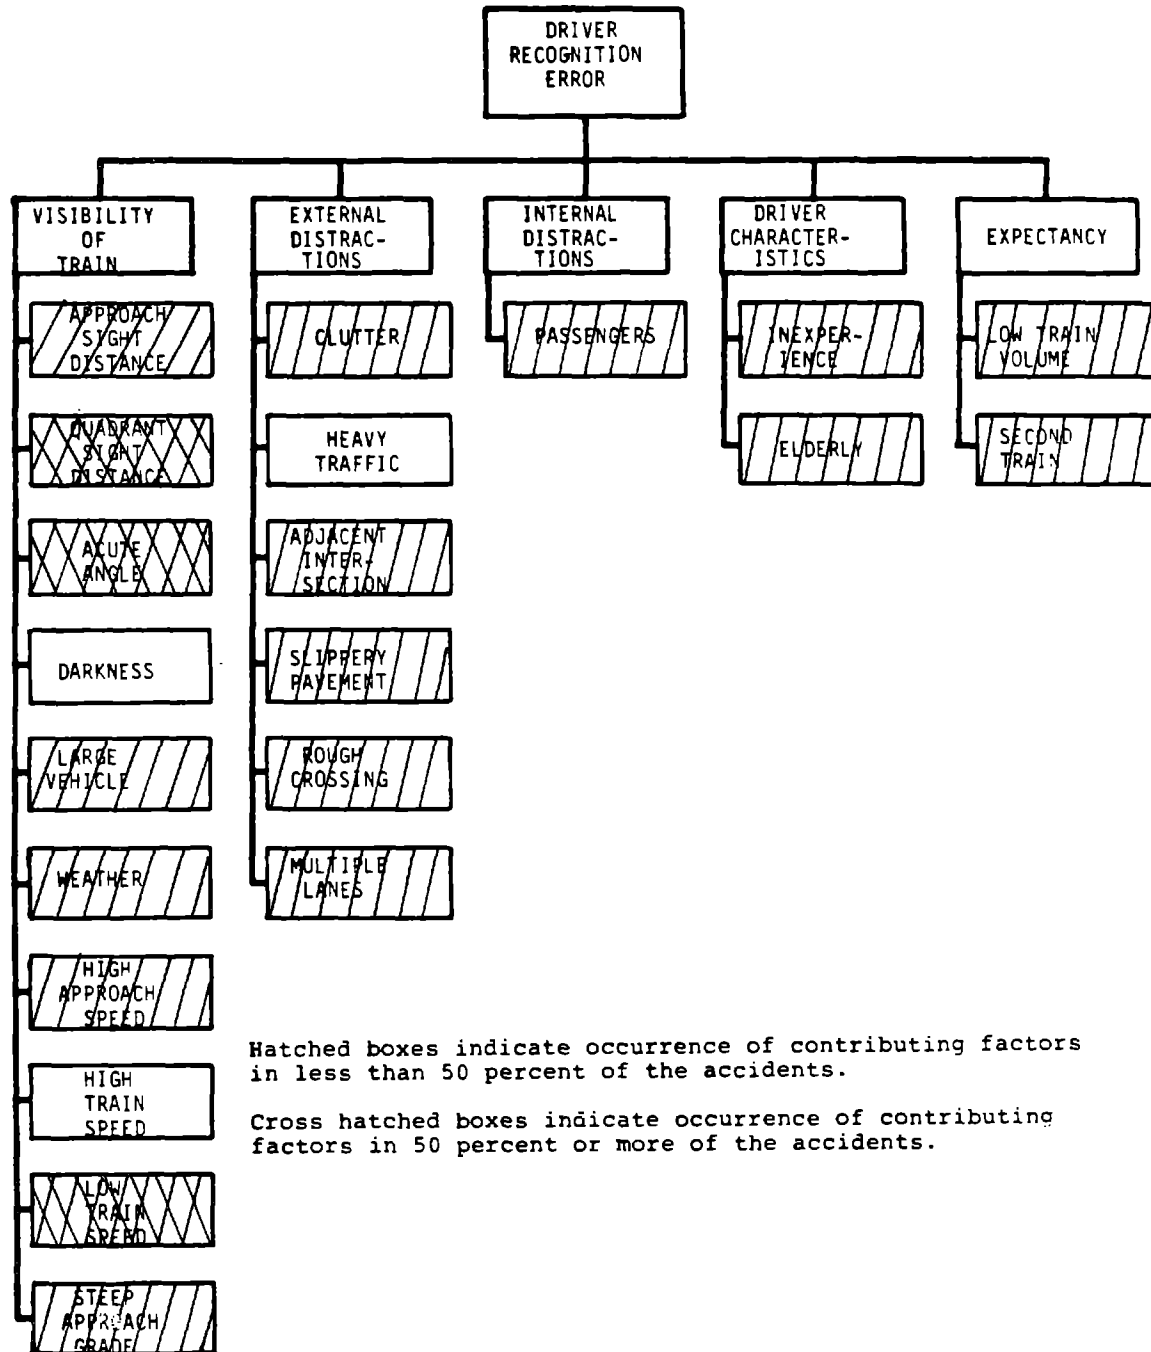 DRIVER
RECOGNITION
ERROR
VISIBILITY
OF
TRAIN
EXTERNAL
DISTRAC-
TIONS
INTERNAL
DISTRAC-
TIONS
DRIVER
CHARACTER-
ISTICS
EXPECTANCY
APPROACH
SIGHT
DISTANCE
QUADRANT
SIGHT
DISTANCE
ACUTE
ANGLE
DARKNESS
LARGE
VEHICLE
WEATHER
HIGH
APPROACH
SPEED
HIGH
TRAIN
SPEED
LOW
TRAIN
SPEED
STEEP
APPROACH
GRADE
CLUTTER
HEAVY
TRAFFIC
ADJACENT
INTER-
SECTION
SLIPPERY
PAVEMENT
ROUGH
CROSSING
MULTIPLE
LANES
PASSENGERS
INEXPER-
IENCE
ELDERLY
LOW TRAIN
VOLUME
SECOND
TRAIN
Hatched boxes indicate occurrence of contributing factors
in less than 50 percent of the accidents.
Cross hatched boxes indicate occurrence of contributing
factors in 50 percent or more of the accidents.